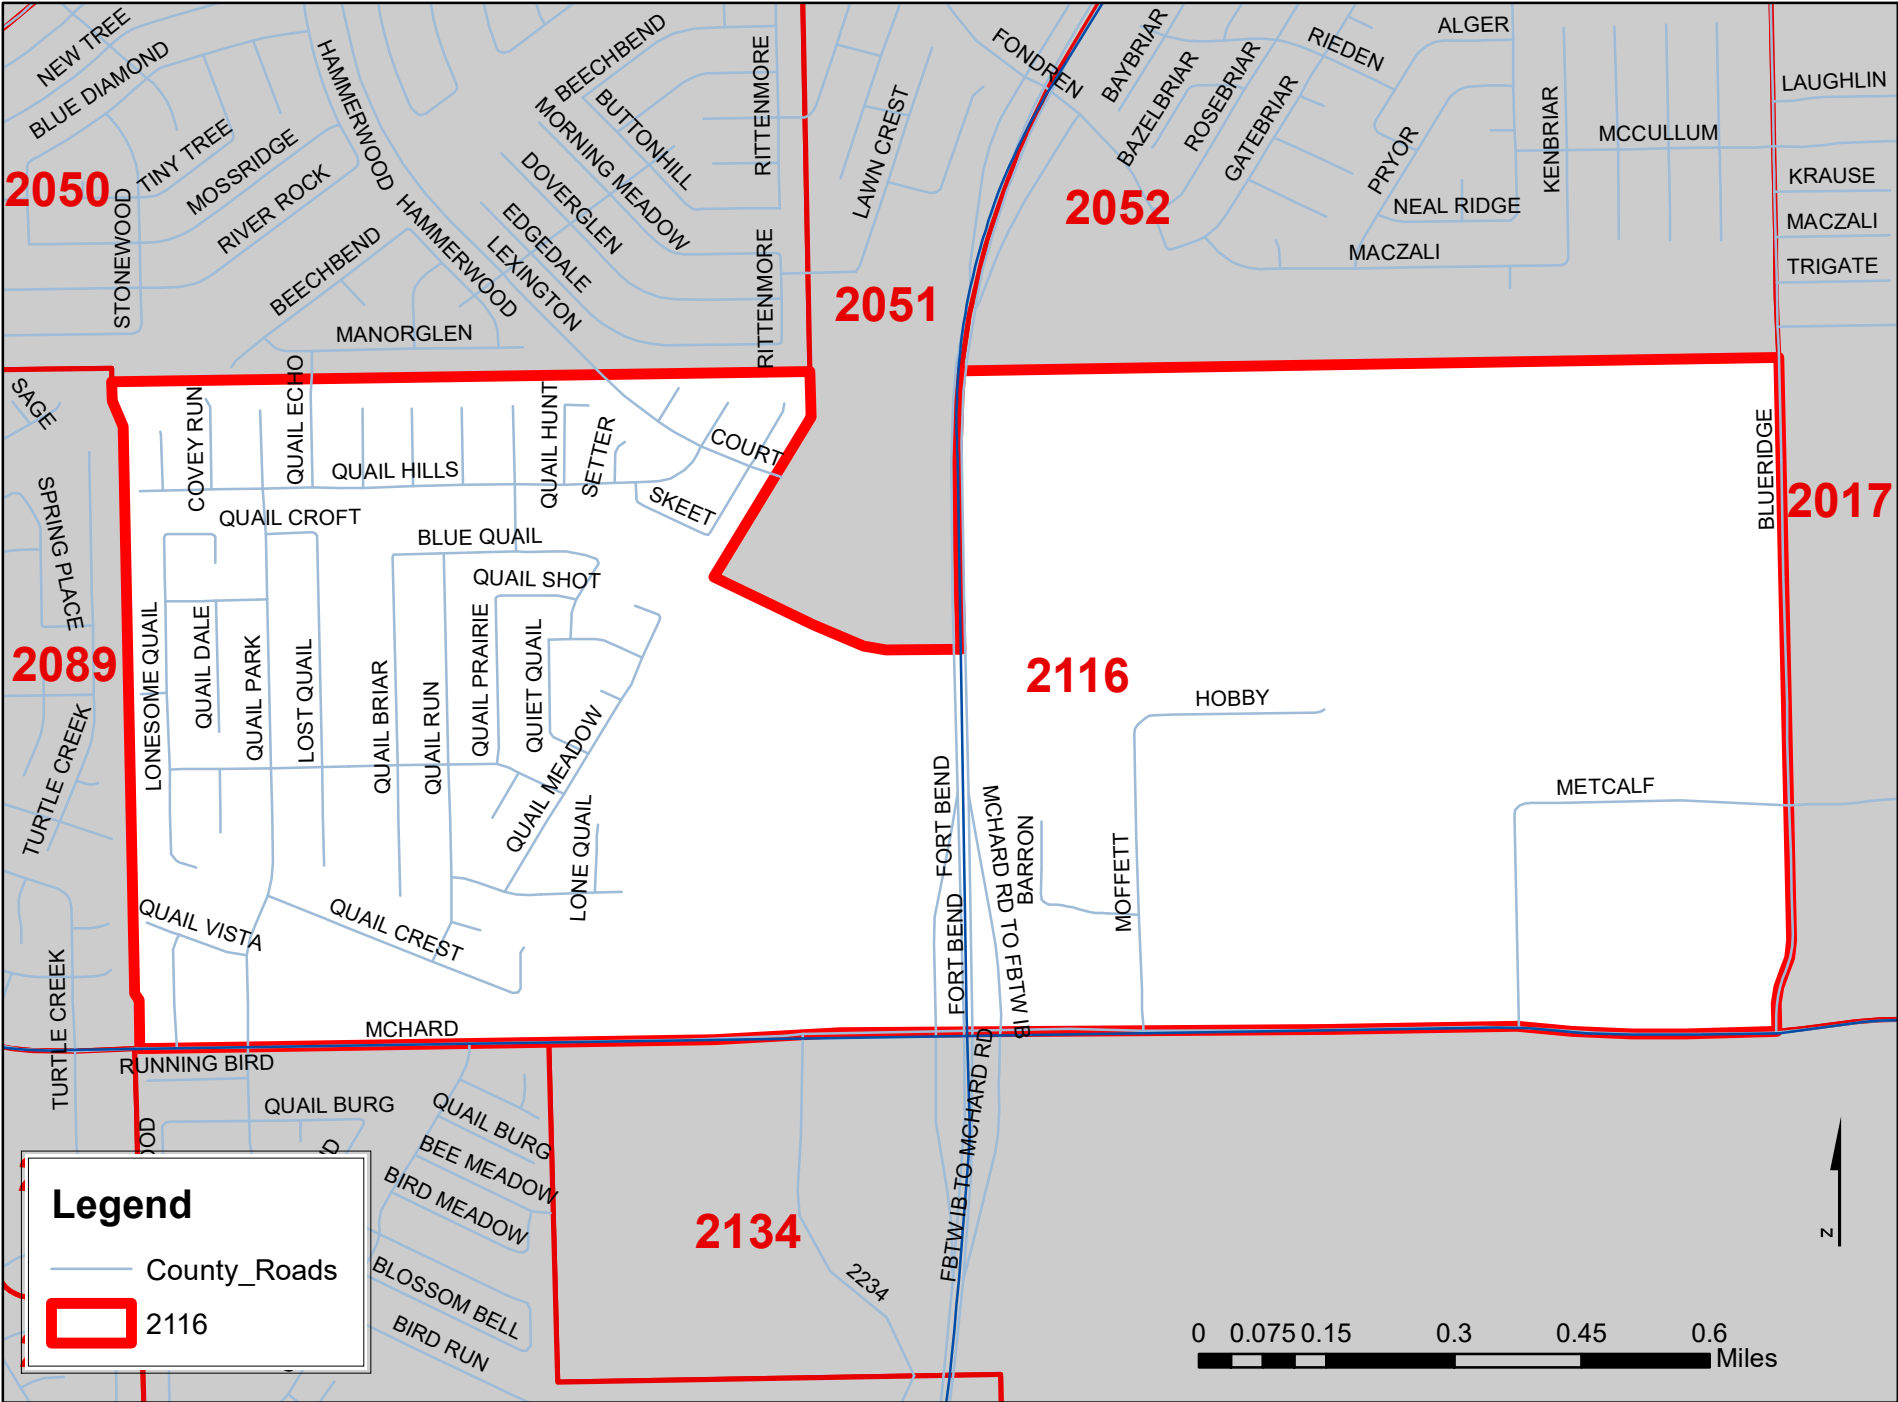 NEW TREE
BLUE DIAMOND
TINY TREE
MOSSRIDGE
RIVER ROCK
STONEWOOD
BEECHBEND
HAMMERWOOD
HAMMERWOOD
HAMMERWOOD
BEECHBEND
BUTTONHILL
MORNING MEADOW
DOVERGLEN
EDGEDALE
LEXINGTON
MANORGLEN
RITTENMORE
RITTENMORE
RITTENMORE
LAWN CREST
FONDREN
BAYBRIAR
BAZELBRIAR
ROSEBRIAR
GATEBRIAR
RIEDEN
ALGER
PRYOR
KENBRIAR
NEAL RIDGE
MACZALI
MCCULLUM
LAUGHLIN
KRAUSE
MACZALI
TRIGATE
2050
2051
2052
2017
2089
2116
2134
SAGE
SPRING PLACE
TURTLE CREEK
TURTLE CREEK
COVEY RUN
QUAIL ECHO
QUAIL HILLS
QUAIL HUNT
SETTER
COURT
SKEET
QUAIL CROFT
BLUE QUAIL
QUAIL SHOT
LONESOME QUAIL
QUAIL DALE
QUAIL PARK
LOST QUAIL
QUAIL BRIAR
QUAIL RUN
QUAIL PRAIRIE
QUIET QUAIL
QUAIL MEADOW
LONE QUAIL
QUAIL VISTA
QUAIL CREST
MCHARD
FORT BEND
FORT BEND
MCHARD RD TO FBTW IB
BARRON
MOFFETT
HOBBY
METCALF
BLUERIDGE
RUNNING BIRD
QUAIL BURG
QUAIL BURG
BEE MEADOW
BIRD MEADOW
BLOSSOM BELL
BIRD RUN
FBTW IB TO MCHARD RD
2234
OOD
D
Legend
County_Roads
2116
z
0 0.075 0.15 0.3 0.45 0.6
Miles